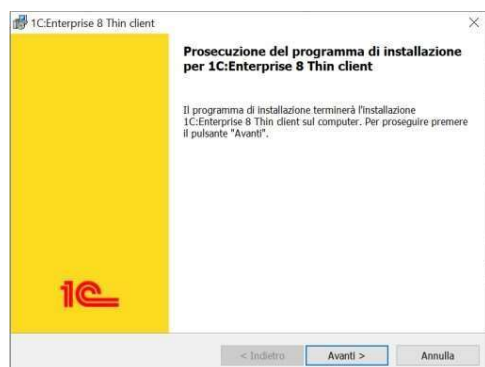 1C:Enterprise 8 Thin client
Prosecuzione del programma di installazione
per 1C:Enterprise 8 Thin client
Il programma di installazione terminerà l'installazione
1C:Enterprise 8 Thin client sul computer. Per proseguire premere
il pulsante "Avanti".
1C
< Indietro
Avanti >
Annulla